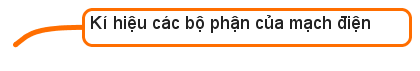 Kí hiệu các bộ phận của mạch điện